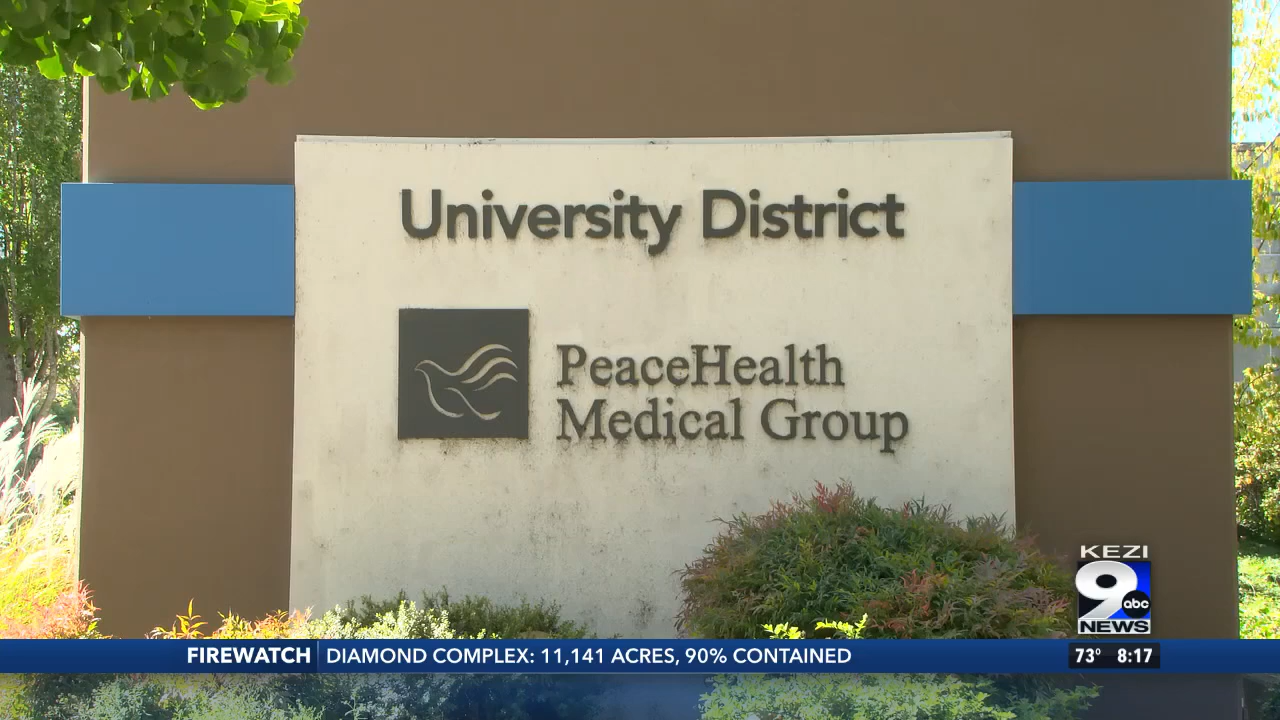 University District
PeaceHealth
Medical Group
KEZI
9
abc
NEWS
FIREWATCH
DIAMOND COMPLEX: 11,141 ACRES, 90% CONTAINED
73° 8:17